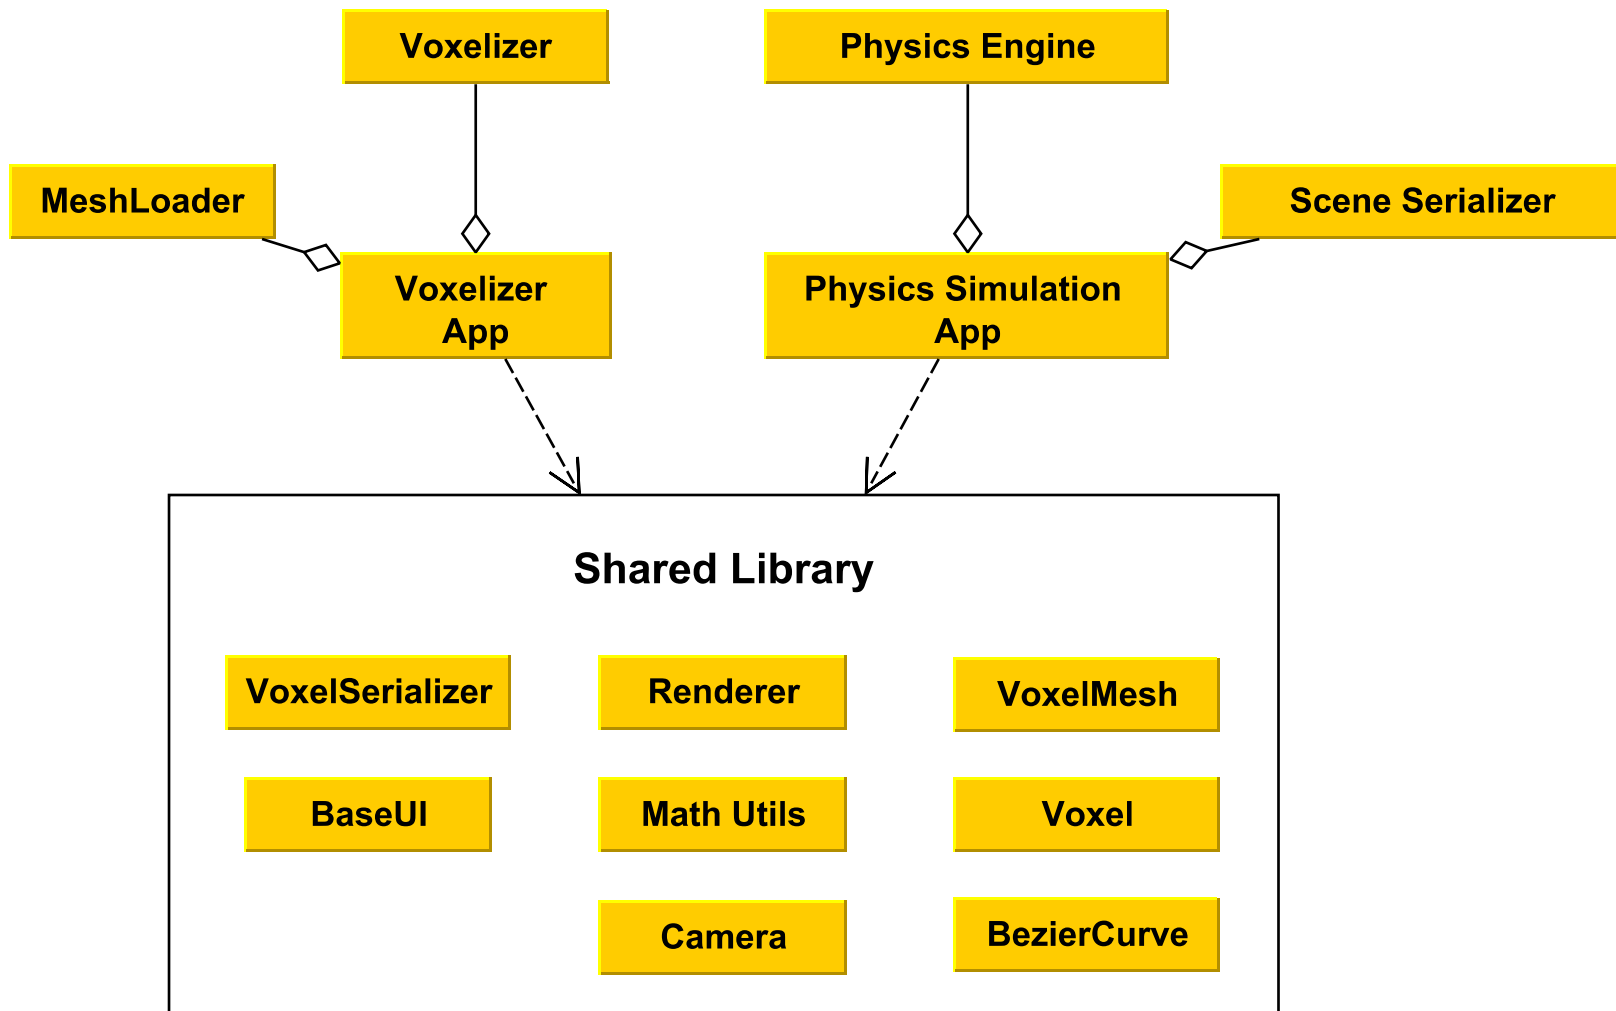 Voxelizer
Physics Engine
MeshLoader
Scene Serializer
Voxelizer
App
Physics Simulation
App
Shared Library
VoxelSerializer
Renderer
VoxelMesh
BaseUI
Math Utils
Voxel
Camera
BezierCurve